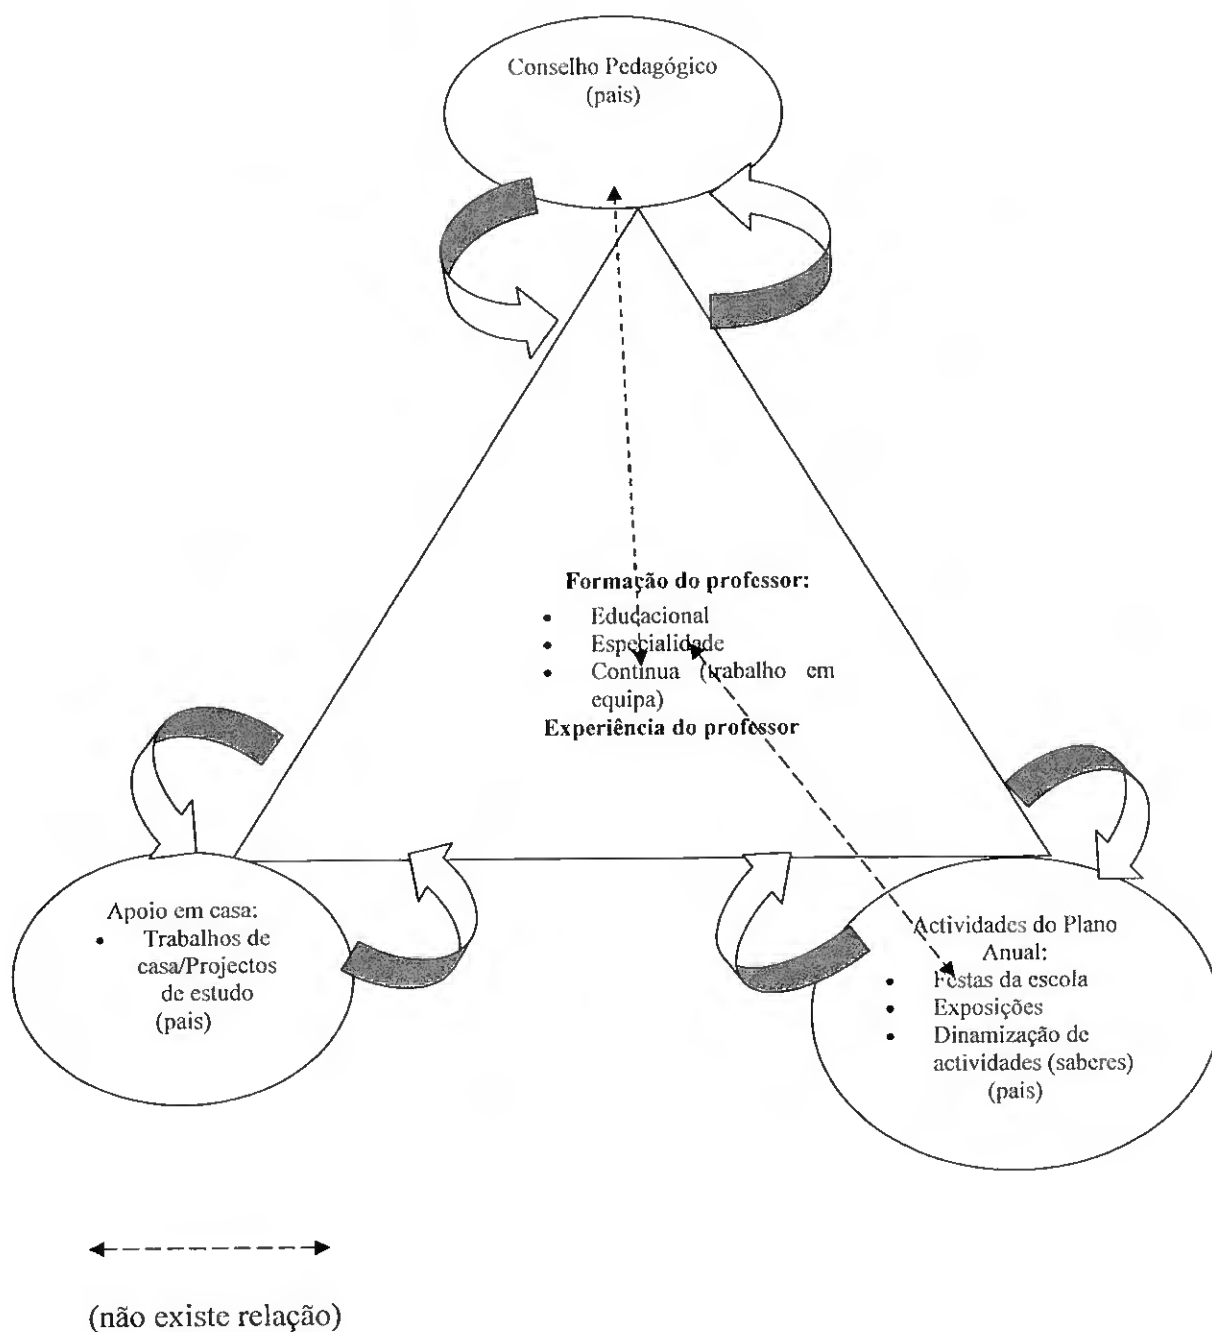 Conselho Pedagógico
(pais)
Formação do professor:
• Educacional
• Especialidade
• Contínua (trabalho em
equipa)
Experiência do professor
Apoio em casa:
• Trabalhos de
casa/Projectos
de estudo
(pais)
Actividades do Plano
Anual:
• Festas da escola
• Exposições
• Dinamização de
actividades (saberes)
(pais)
(não existe relação)